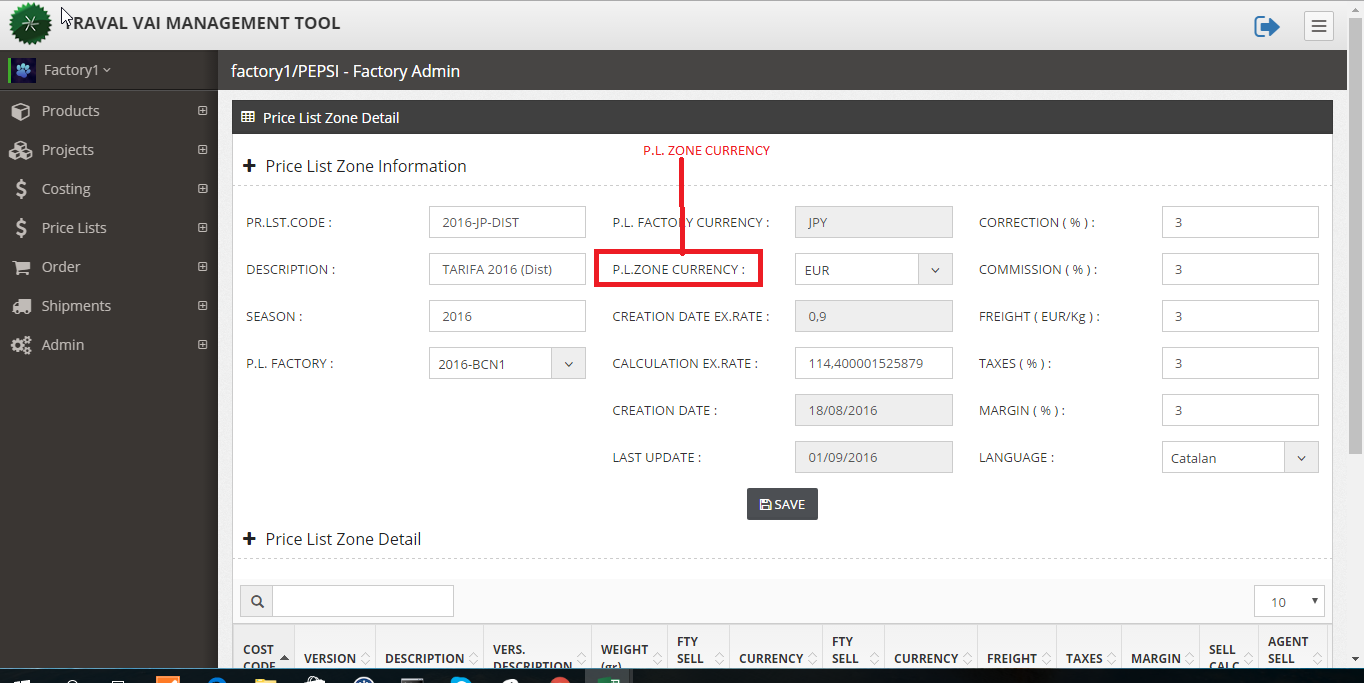 TRAVAL VAI MANAGEMENT TOOL
Factory1
factory1/PEPSI - Factory Admin
Products
Projects
Costing
Price Lists
Order
Shipments
Admin
Price List Zone Detail
P.L. ZONE CURRENCY
Price List Zone Information
PR.LST.CODE : 2016-JP-DIST P.L. FACTORY CURRENCY : JPY CORRECTION ( % ) : 3
DESCRIPTION : TARIFA 2016 (Dist) P.L.ZONE CURRENCY : EUR COMMISSION ( % ) : 3
SEASON : 2016 CREATION DATE EX.RATE : 0,9 FREIGHT ( EUR/Kg ) : 3
P.L. FACTORY : 2016-BCN1 CALCULATION EX.RATE : 114,400001525879 TAXES ( % ) : 3
CREATION DATE : 18/08/2016 MARGIN ( % ) : 3
LAST UPDATE : 01/09/2016 LANGUAGE : Catalan
SAVE
Price List Zone Detail
10
COST CODE VERSION DESCRIPTION VERS. DESCRIPTION WEIGHT (gr) FTY SELL CURRENCY FTY SELL CURRENCY FREIGHT TAXES MARGIN SELL CALC AGENT SELL